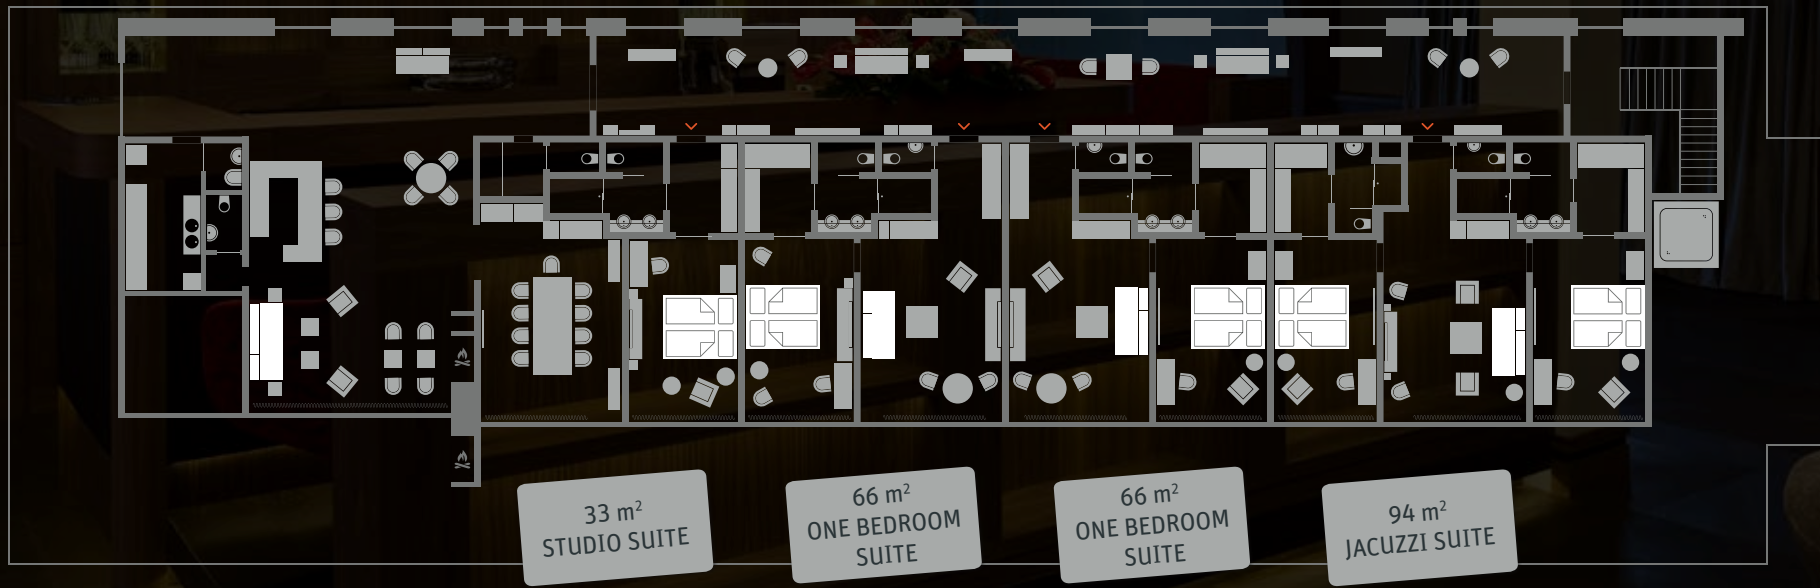 33 m²
STUDIO SUITE
66 m²
ONE BEDROOM
SUITE
66 m²
ONE BEDROOM
SUITE
94 m²
JACUZZI SUITE